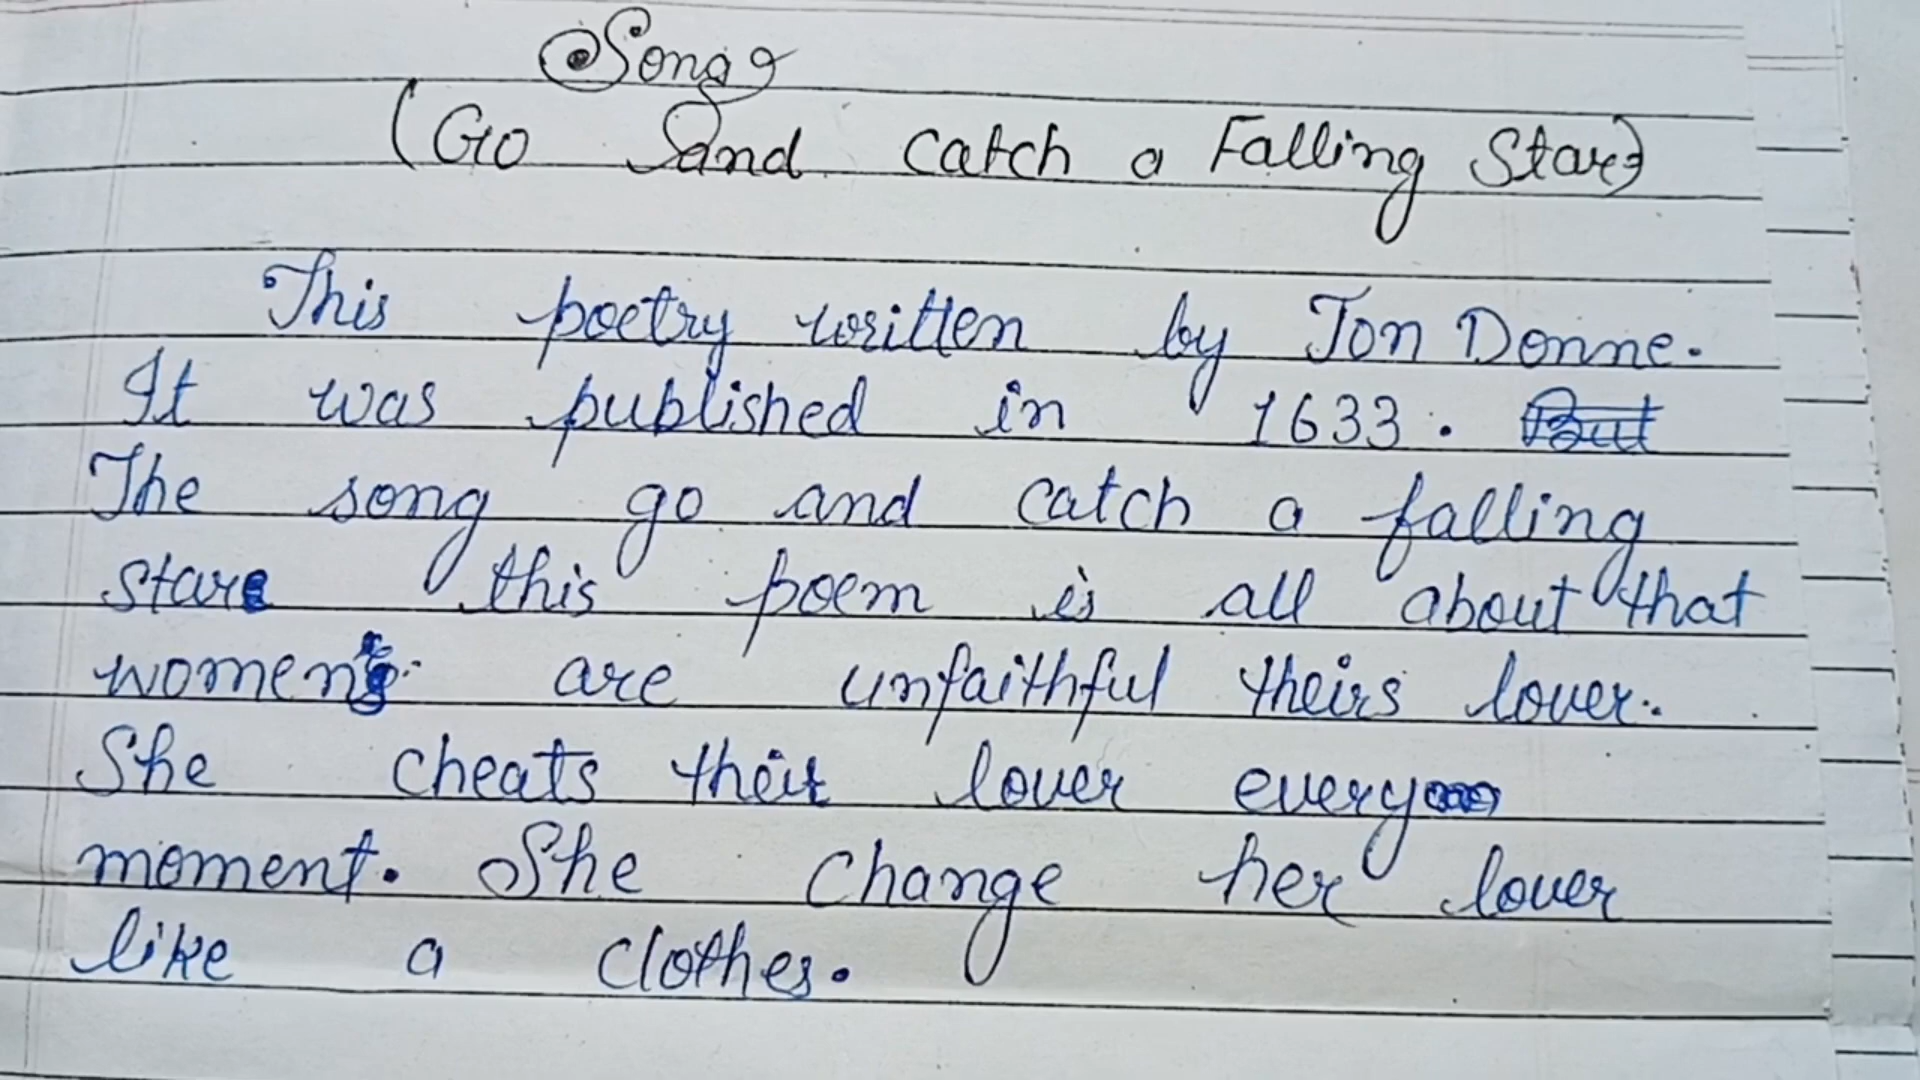 Song
(Go and catch a Falling Star)
This poetry written by Jon Donne.
It was published in 1633.
The song go and catch a falling
star this poem is all about that
women are unfaithful theirs lover.
She cheats their lover every
moment. She change her lover
like a clothes.